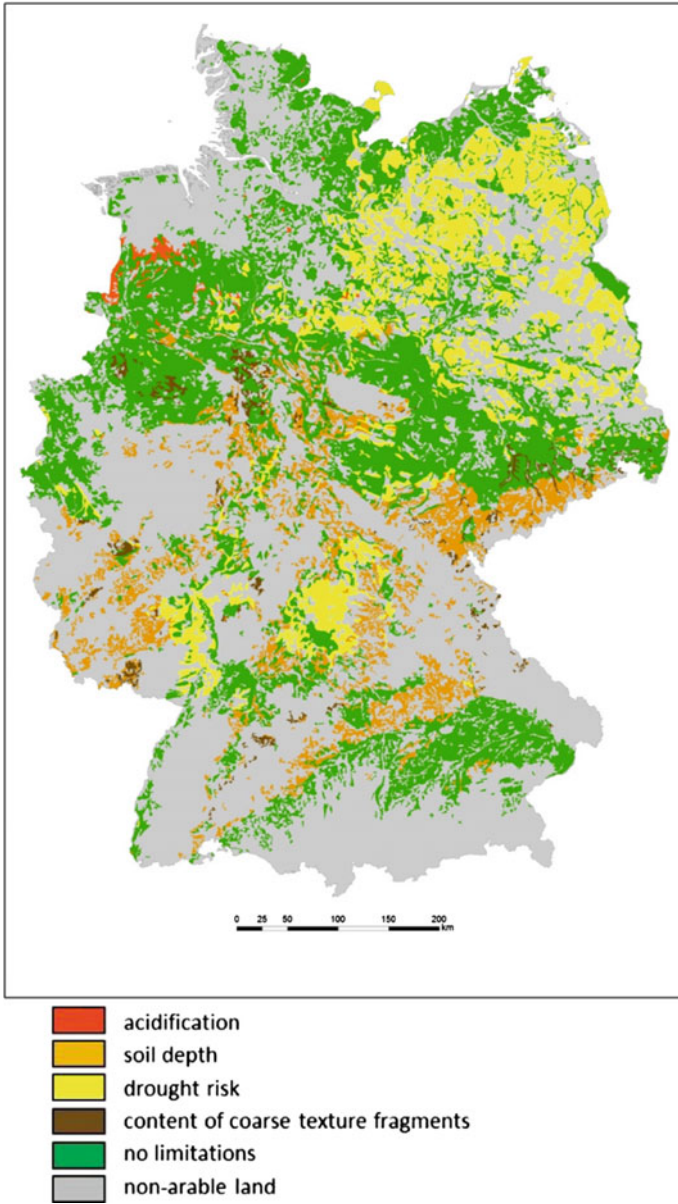 0 25 50 100 150 200
km
acidification
soil depth
drought risk
content of coarse texture fragments
no limitations
non-arable land